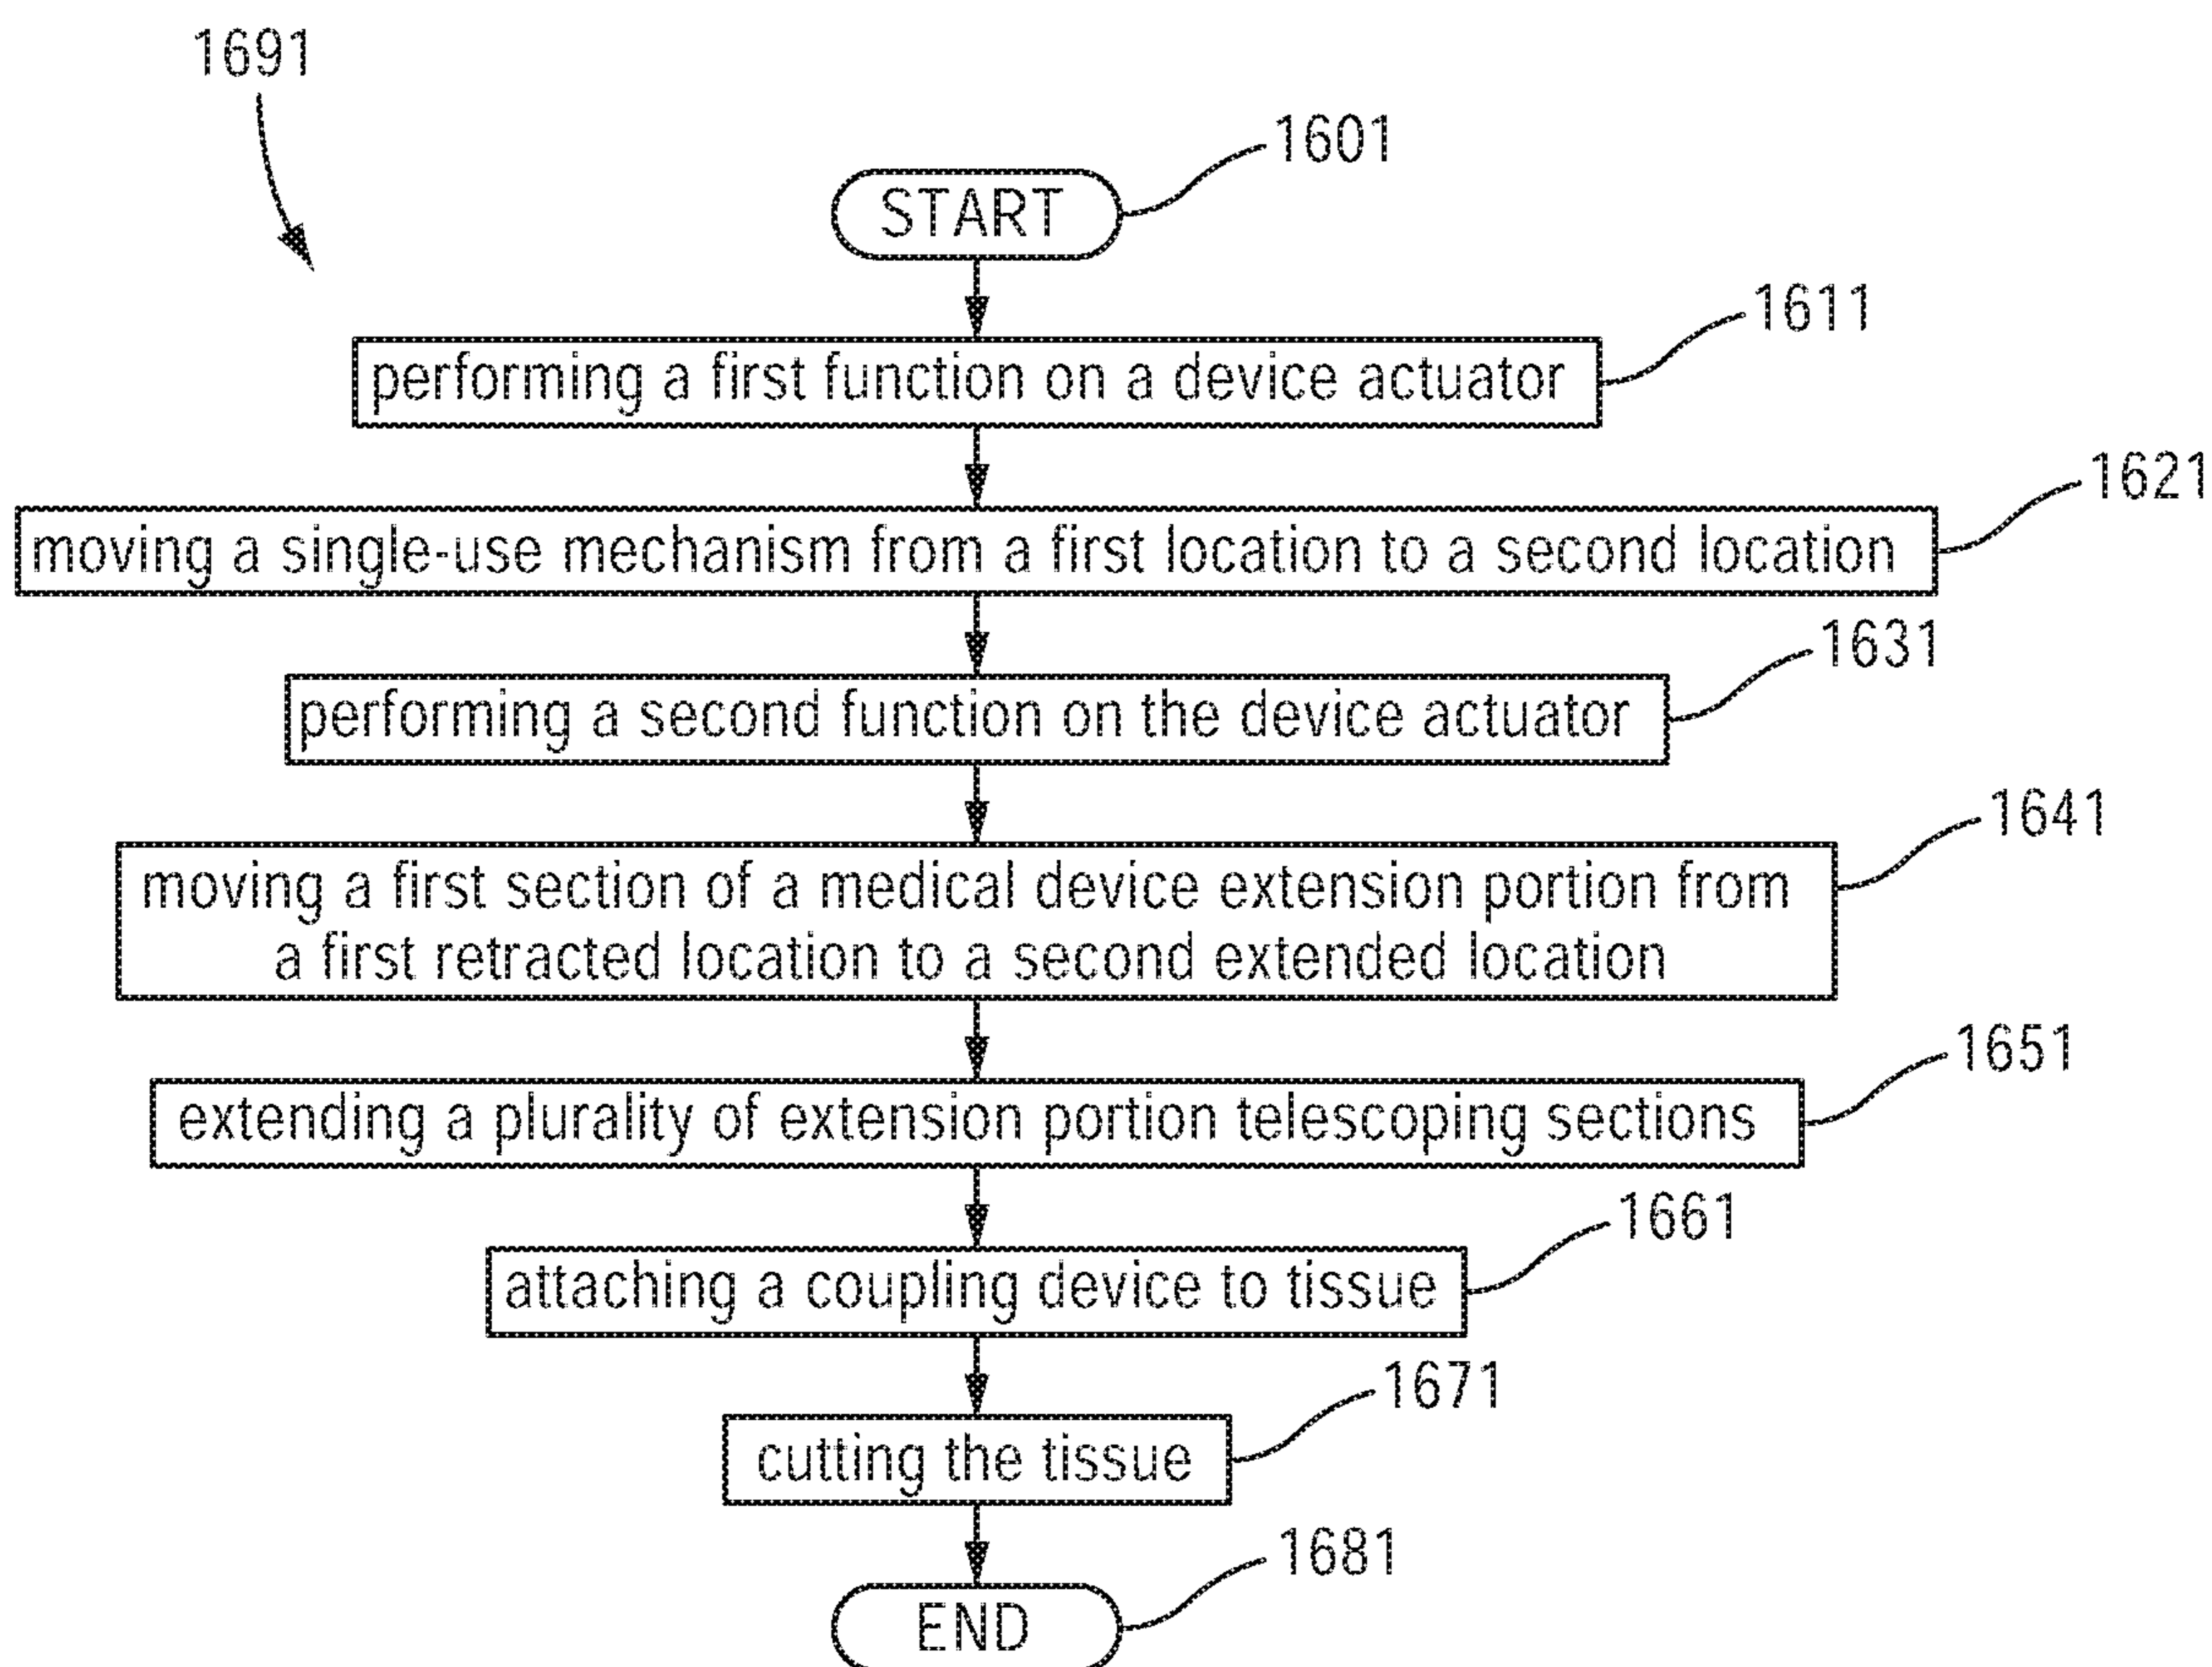 1691
1601
START
1611
performing a first function on a device actuator
1621
moving a single-use mechanism from a first location to a second location
1631
performing a second function on the device actuator
1641
moving a first section of a medical device extension portion from
a first retracted location to a second extended location
1651
extending a plurality of extension portion telescoping sections
1661
attaching a coupling device to tissue
1671
cutting the tissue
1681
END